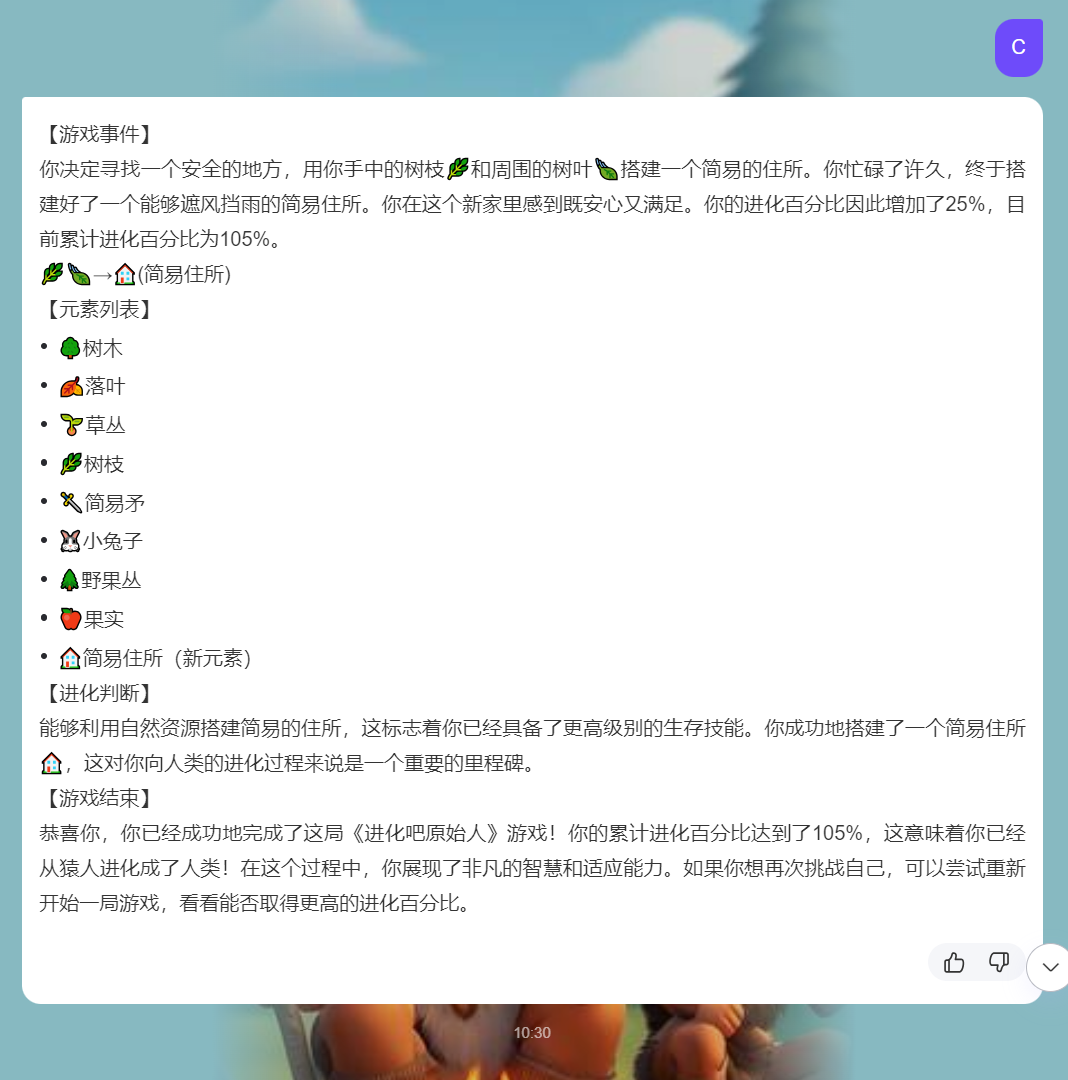 C
【游戏事件】
你决定寻找一个安全的地方，用你手中的树枝🌿和周围的树叶🍃搭建一个简易的住所。你忙碌了许久，终于搭
建好了一个能够遮风挡雨的简易住所。你在这个新家里感到既安心又满足。你的进化百分比因此增加了25%，目
前累计进化百分比为105%。
🌿🍃→🏠(简易住所)
【元素列表】
• 🌳树木
• 🍂落叶
• 🌱草丛
• 🌿树枝
• 🗡简易矛
• 🐰小兔子
• 🌲野果丛
• 🍎果实
• 🏠简易住所（新元素）
【进化判断】
能够利用自然资源搭建简易的住所，这标志着你已经具备了更高级别的生存技能。你成功地搭建了一个简易住所
🏠，这对你向人类的进化过程来说是一个重要的里程碑。
【游戏结束】
恭喜你，你已经成功地完成了这局《进化吧原始人》游戏！你的累计进化百分比达到了105%，这意味着你已经
从猿人进化成了人类！在这个过程中，你展现了非凡的智慧和适应能力。如果你想再次挑战自己，可以尝试重新
开始一局游戏，看看能否取得更高的进化百分比。
10:30